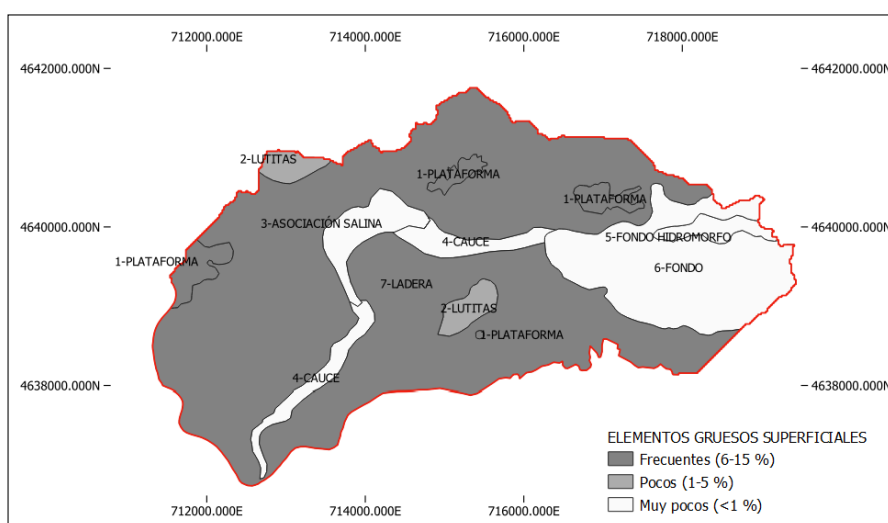 712000.000E
714000.000E
716000.000E
718000.000E
4642000.000N
4642000.000N
2-LUTITAS
1-PLATAFORMA
1-PLATAFORMA
3-ASOCIACIÓN SALINA
4640000.000N
4640000.000N
4-CAUCE
5-FONDO HIDROMORFO
1-PLATAFORMA
6-FONDO
7-LADERA
2-LUTITAS
1-PLATAFORMA
4-CAUCE
4638000.000N
4638000.000N
ELEMENTOS GRUESOS SUPERFICIALES
Frecuentes (6-15 %)
Pocos (1-5 %)
Muy pocos (<1 %)
712000.000E
714000.000E
716000.000E
718000.000E